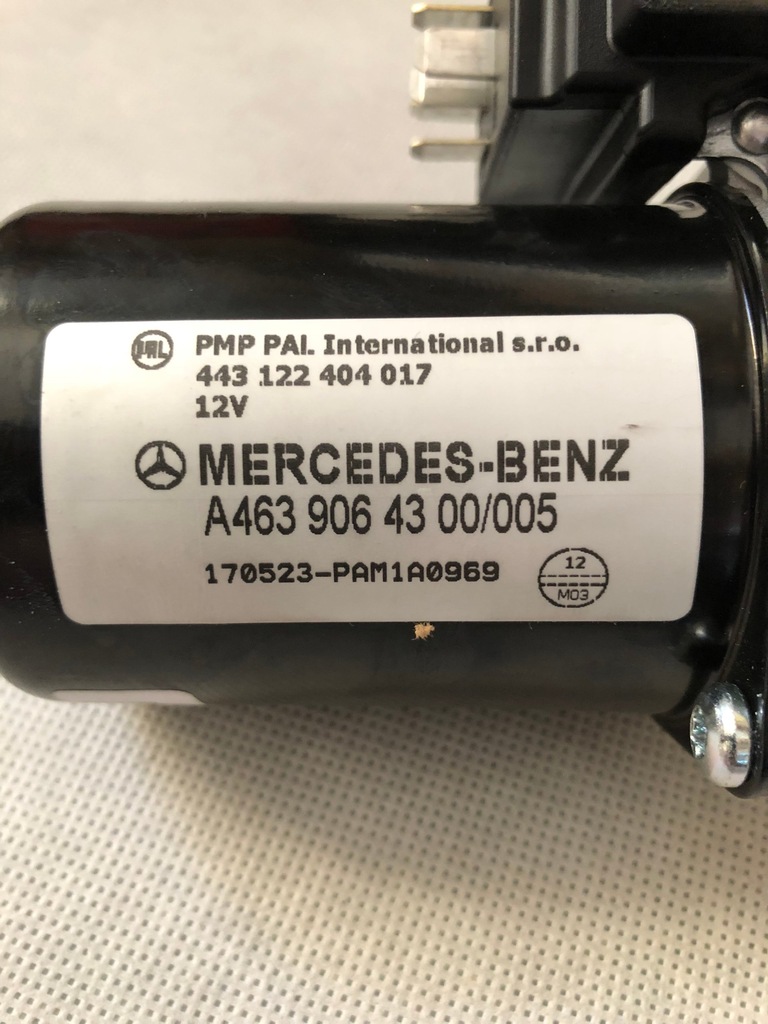 PAL
PMP PAL International s.r.o.
443 122 404 017
12V
MERCEDES-BENZ
A463 906 43 00/005
170523-PAM1A0969
12
M03